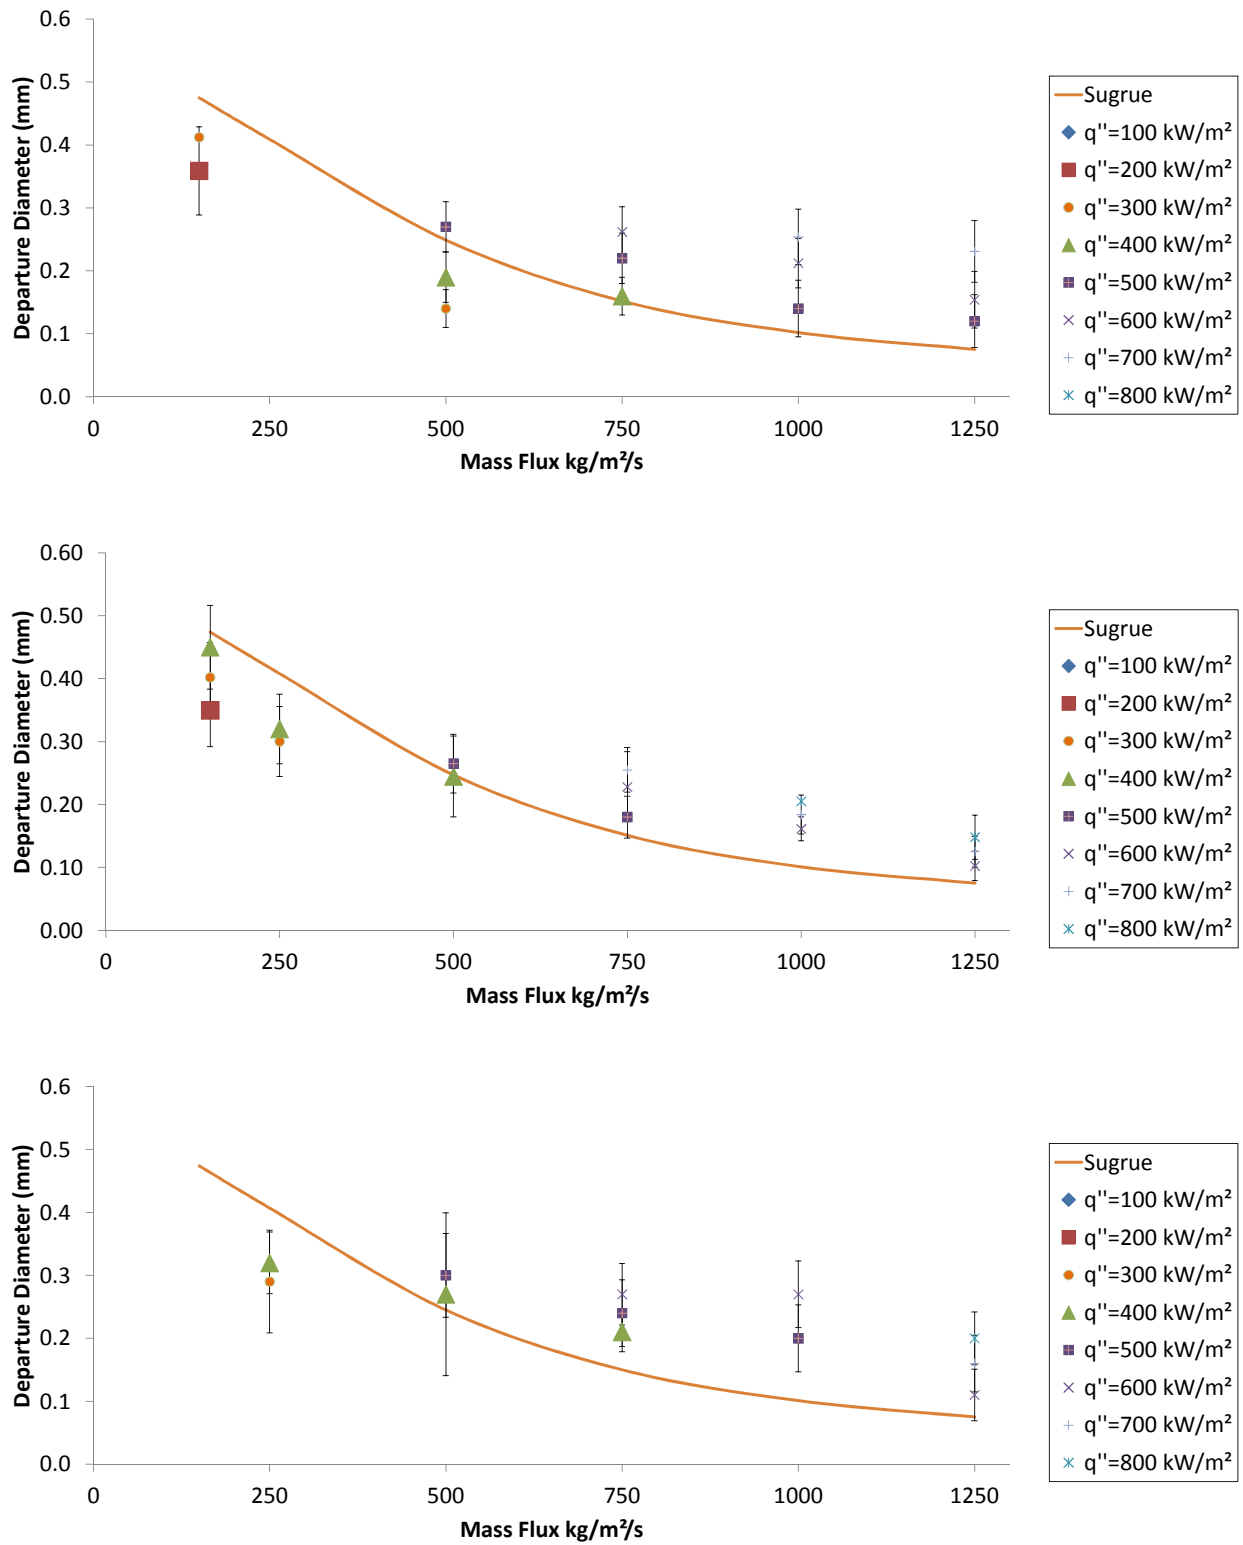 0.6
0.5
0.4
0.3
0.2
0.1
0.0
Departure Diameter (mm)
0 250 500 750 1000 1250
Mass Flux kg/m²/s
Sugrue
q''=100 kW/m²
q''=200 kW/m²
q''=300 kW/m²
q''=400 kW/m²
q''=500 kW/m²
q''=600 kW/m²
q''=700 kW/m²
q''=800 kW/m²
0.60
0.50
0.40
0.30
0.20
0.10
0.00
Departure Diameter (mm)
0 250 500 750 1000 1250
Mass Flux kg/m²/s
Sugrue
q''=100 kW/m²
q''=200 kW/m²
q''=300 kW/m²
q''=400 kW/m²
q''=500 kW/m²
q''=600 kW/m²
q''=700 kW/m²
q''=800 kW/m²
0.6
0.5
0.4
0.3
0.2
0.1
0.0
Departure Diameter (mm)
0 250 500 750 1000 1250
Mass Flux kg/m²/s
Sugrue
q''=100 kW/m²
q''=200 kW/m²
q''=300 kW/m²
q''=400 kW/m²
q''=500 kW/m²
q''=600 kW/m²
q''=700 kW/m²
q''=800 kW/m²